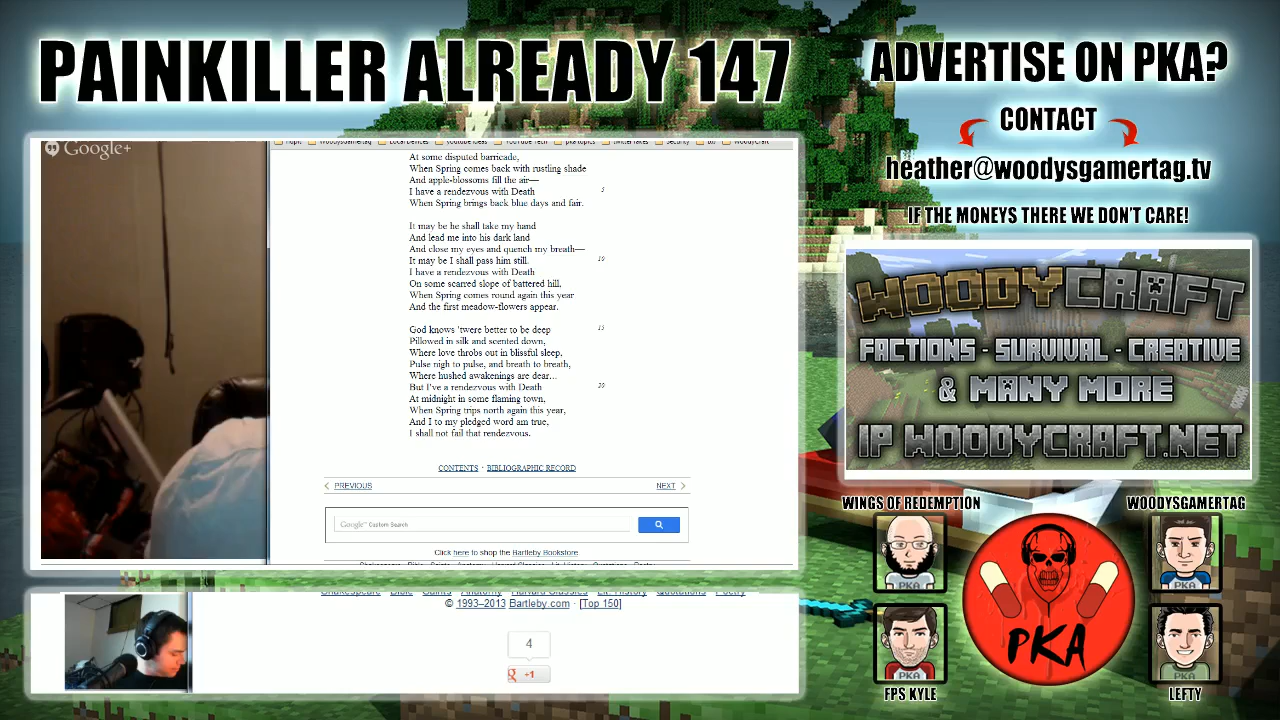 PAINKILLER ALREADY 147
ADVERTISE ON PKA?
CONTACT
heather@woodysgamertag.tv
IF THE MONEYS THERE WE DON'T CARE!
Google+
At some disputed barricade,
When Spring comes back with rustling shade
And apple-blossoms fill the air—
I have a rendezvous with Death 5
When Spring brings back blue days and fair.
It may be he shall take my hand
And lead me into his dark land
And close my eyes and quench my breath—
It may be I shall pass him still. 10
I have a rendezvous with Death
On some scarred slope of battered hill,
When Spring comes round again this year
And the first meadow-flowers appear.
God knows 'twere better to be deep 15
Pillowed in silk and scented down,
Where love throbs out in blissful sleep,
Pulse nigh to pulse, and breath to breath,
Where hushed awakenings are dear...
But I've a rendezvous with Death 20
At midnight in some flaming town,
When Spring trips north again this year,
And I to my pledged word am true,
I shall not fail that rendezvous.
CONTENTS · BIBLIOGRAPHIC RECORD
PREVIOUS
NEXT
Google Custom Search
Click here to shop the Bartleby Bookstore
Shakespeare Bible Saints Anatomy Harvard Classics Lit. History Quotations Poetry
© 1993–2013 Bartleby.com · [Top 150]
4
g +1
WOODYCRAFT
FACTIONS - SURVIVAL - CREATIVE
& MANY MORE
IP WOODYCRAFT.NET
WINGS OF REDEMPTION
WOODYSGAMERTAG
PKA
PKA
PKA
PKA
PKA
FPS KYLE
LEFTY